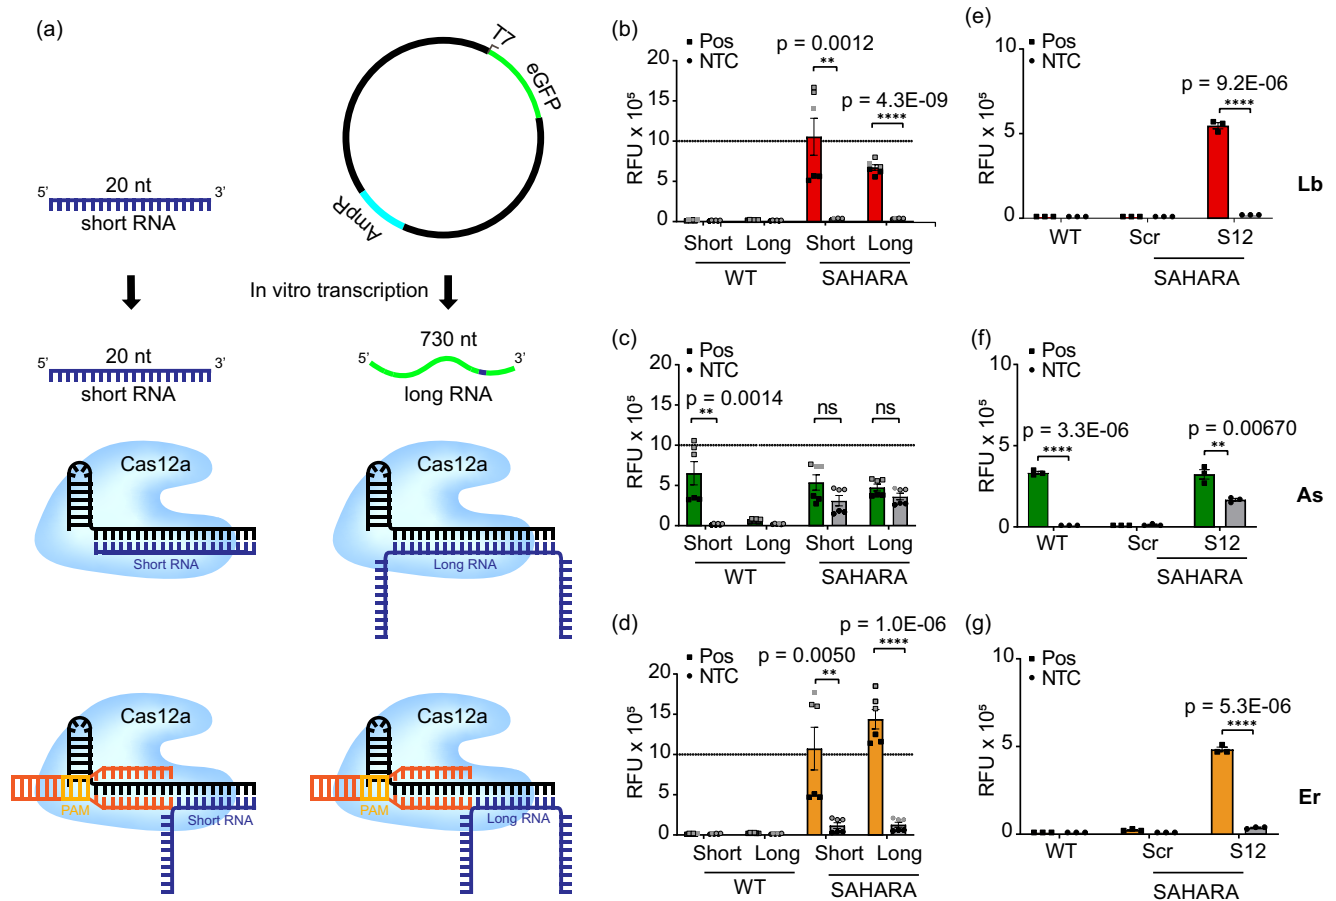 (a)
T7
eGFP
AmpR
5’ 20 nt 3’
short RNA
In vitro transcription
5’ 20 nt 3’
short RNA
730 nt
5’ 3’
long RNA
Cas12a
Short RNA
Cas12a
Long RNA
Cas12a
PAM
Short RNA
Cas12a
PAM
Long RNA
(b)
Pos
NTC
p = 0.0012
**
p = 4.3E-09
****
RFU x 10⁵
20
15
10
5
0
Short Long Short Long
WT SAHARA
(c)
Pos
NTC
p = 0.0014
**
ns
ns
RFU x 10⁵
20
15
10
5
0
Short Long Short Long
WT SAHARA
(d)
Pos
NTC
p = 0.0050
**
p = 1.0E-06
****
RFU x 10⁵
20
15
10
5
0
Short Long Short Long
WT SAHARA
(e)
Pos
NTC
p = 9.2E-06
****
RFU x 10⁵
10
5
0
WT Scr S12
SAHARA
Lb
(f)
Pos
NTC
p = 3.3E-06
****
p = 0.00670
**
RFU x 10⁵
10
5
0
WT Scr S12
SAHARA
As
(g)
Pos
NTC
p = 5.3E-06
****
RFU x 10⁵
10
5
0
WT Scr S12
SAHARA
Er